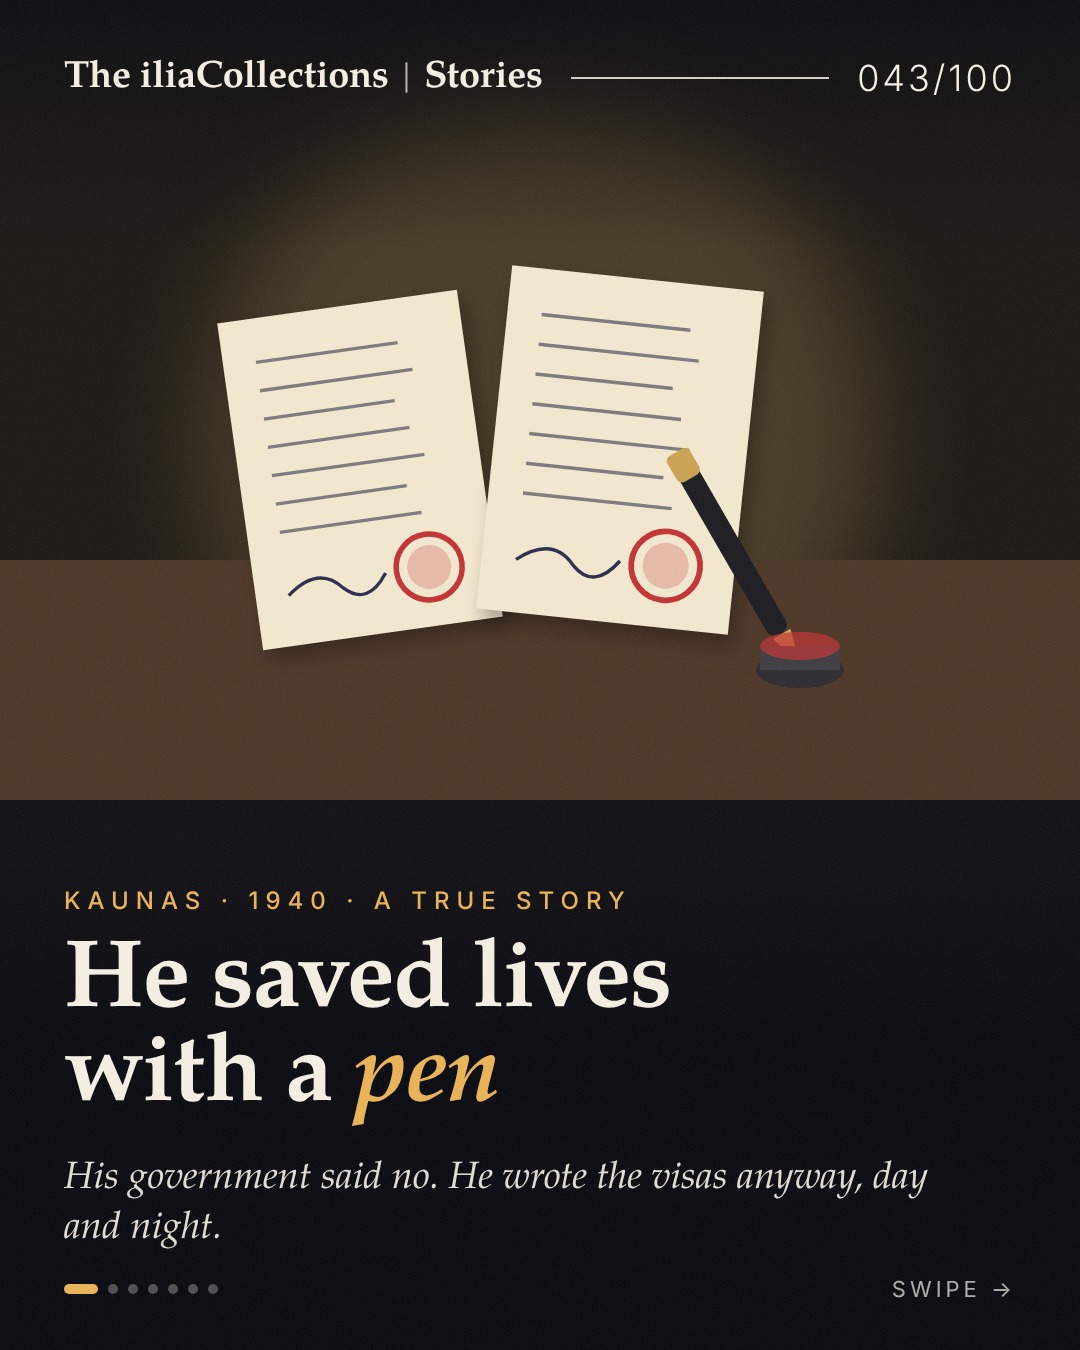 The iliaCollections | Stories 043/100
KAUNAS · 1940 · A TRUE STORY
He saved lives
with a pen
His government said no. He wrote the visas anyway, day
and night.
SWIPE →